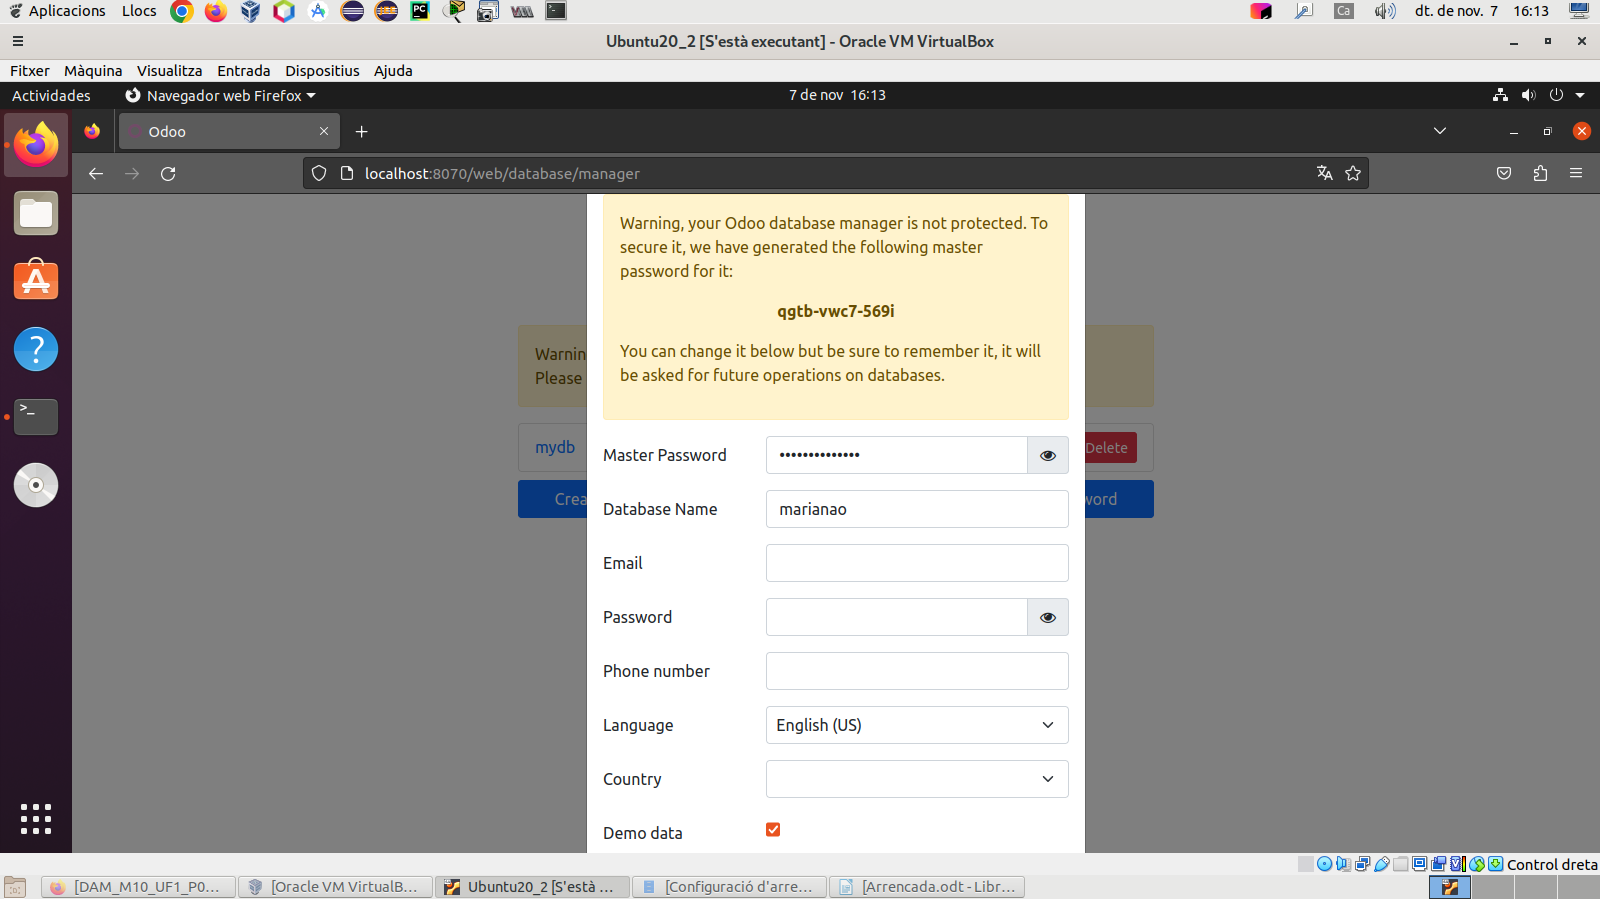 Aplicacions Llocs Ca dt. de nov. 7 16:13
Ubuntu20_2 [S'està executant] - Oracle VM VirtualBox
Fitxer Màquina Visualitza Entrada Dispositius Ajuda
Actividades Navegador web Firefox 7 de nov 16:13
Odoo
localhost:8070/web/database/manager
Warning, your Odoo database manager is not protected. To
secure it, we have generated the following master
password for it:
qgtb-vwc7-569i
You can change it below but be sure to remember it, it will
be asked for future operations on databases.
Warnin
Please
mydb
Delete
Crea
word
Master Password ••••••••••••••
Database Name marianao
Email
Password
Phone number
Language English (US)
Country
Demo data
Control dreta
[DAM_M10_UF1_P0... [Oracle VM VirtualB... Ubuntu20_2 [S'està ... [Configuració d'arre... [Arrencada.odt - Libr...